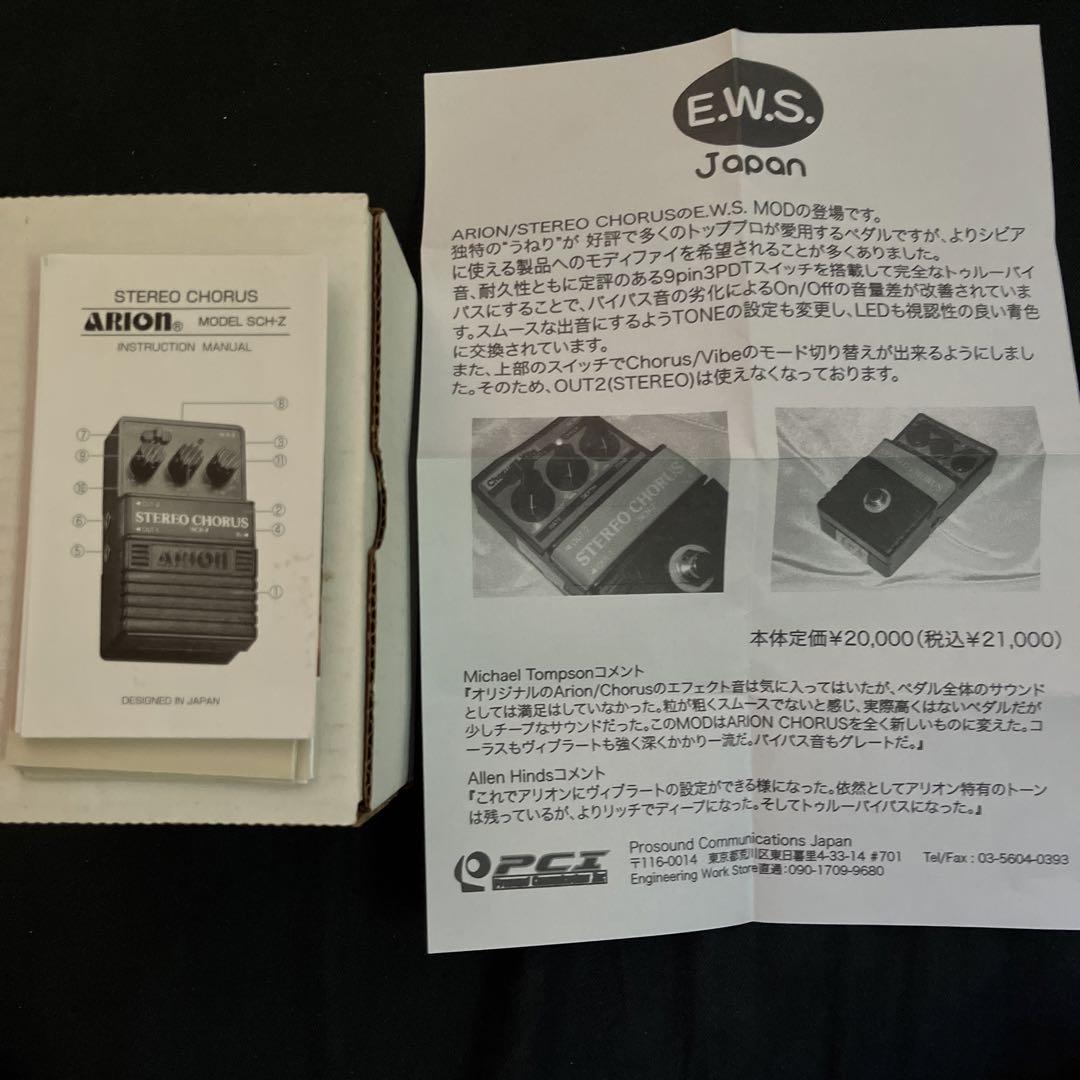 STEREO CHORUS
ARION® MODEL SCH-Z
INSTRUCTION MANUAL
⑧
⑦
③
⑨
⑪
⑩
②
⑥
④
⑤
①
STEREO CHORUS
ARION
DESIGNED IN JAPAN
E.W.S.
Japan
ARION/STEREO CHORUSのE.W.S. MODの登場です。
独特の"うねり"が 好評で多くのトッププロが愛用するペダルですが、よりシビア
に使える製品へのモディファイを希望されることが多くありました。
音、耐久性ともに定評のある9pin3PDTスイッチを搭載して完全なトゥルーバイ
パスにすることで、バイパス音の劣化によるOn/Offの音量差が改善されていま
す。スムースな出音にするようTONEの設定も変更し、LEDも視認性の良い青色
に交換されています。
また、上部のスイッチでChorus/Vibeのモード切り替えが出来るようにしまし
た。そのため、OUT2(STEREO)は使えなくなっております。
STEREO CHORUS
本体定価¥20,000(税込¥21,000)
Michael Tompsonコメント
『オリジナルのArion/Chorusのエフェクト音は気に入ってはいたが、ペダル全体のサウンド
としては満足はしていなかった。粒が粗くスムースでないと感じ、実際高くはないペダルだが
少しチープなサウンドだった。このMODはARION CHORUSを全く新しいものに変えた。コ
ーラスもヴィブラートも強く深くかかり一流だ。バイパス音もグレートだ。』
Allen Hindsコメント
『これでアリオンにヴィブラートの設定ができる様になった。依然としてアリオン特有のトーン
は残っているが、よりリッチでディープになった。そしてトゥルーバイパスになった。』
PCI
Prosound Communications Inc
Prosound Communications Japan
〒116-0014 東京都荒川区東日暮里4-33-14 #701 Tel/Fax : 03-5604-0393
Engineering Work Store直通:090-1709-9680